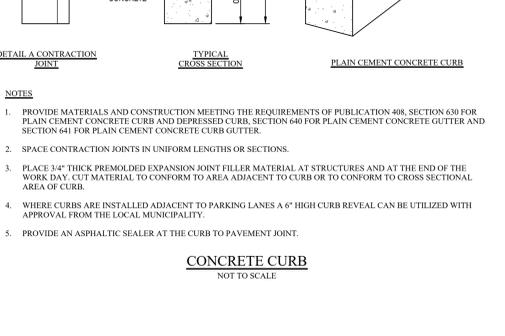 DETAIL A CONTRACTION
JOINT
TYPICAL
CROSS SECTION
PLAIN CEMENT CONCRETE CURB
NOTES
1. PROVIDE MATERIALS AND CONSTRUCTION MEETING THE REQUIREMENTS OF PUBLICATION 408, SECTION 630 FOR
PLAIN CEMENT CONCRETE CURB AND DEPRESSED CURB, SECTION 640 FOR PLAIN CEMENT CONCRETE GUTTER AND
SECTION 641 FOR PLAIN CEMENT CONCRETE CURB GUTTER.
2. SPACE CONTRACTION JOINTS IN UNIFORM LENGTHS OR SECTIONS.
3. PLACE 3/4" THICK PREMOLDED EXPANSION JOINT FILLER MATERIAL AT STRUCTURES AND AT THE END OF THE
WORK DAY. CUT MATERIAL TO CONFORM TO AREA ADJACENT TO CURB OR TO CONFORM TO CROSS SECTIONAL
AREA OF CURB.
4. WHERE CURBS ARE INSTALLED ADJACENT TO PARKING LANES A 6" HIGH CURB REVEAL CAN BE UTILIZED WITH
APPROVAL FROM THE LOCAL MUNICIPALITY.
5. PROVIDE AN ASPHALTIC SEALER AT THE CURB TO PAVEMENT JOINT.
CONCRETE CURB
NOT TO SCALE